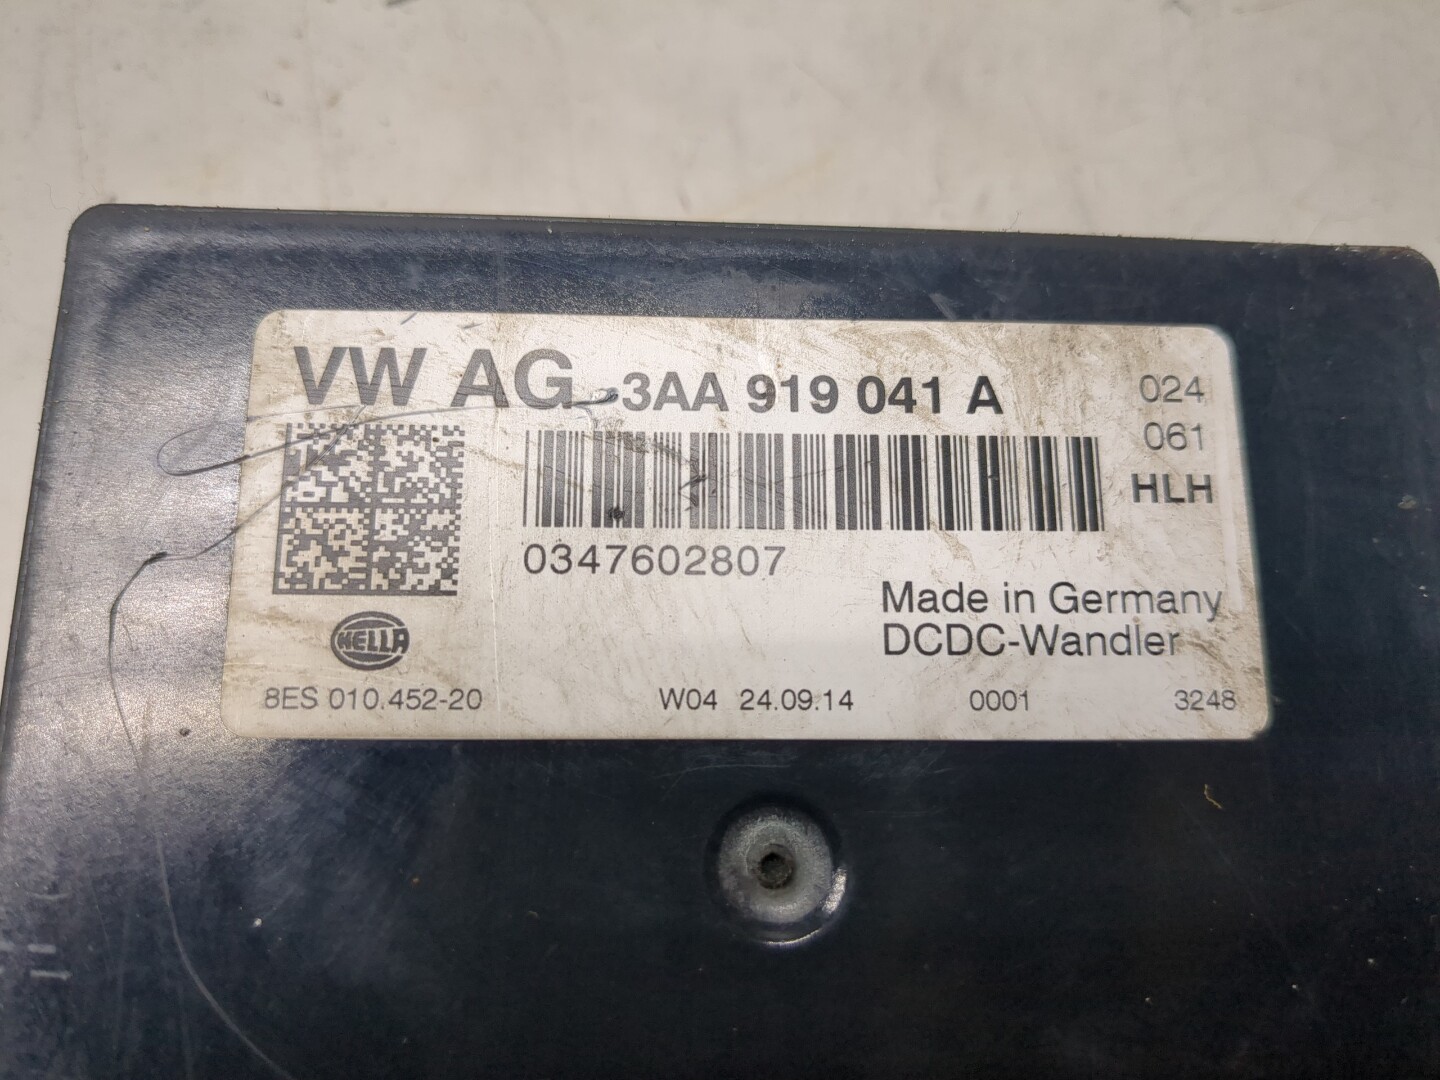 VW AG 3AA 919 041 A
024
061
HLH
0347602807
Made in Germany
DCDC-Wandler
HELLA
8ES 010.452-20 W04 24.09.14 0001 3248